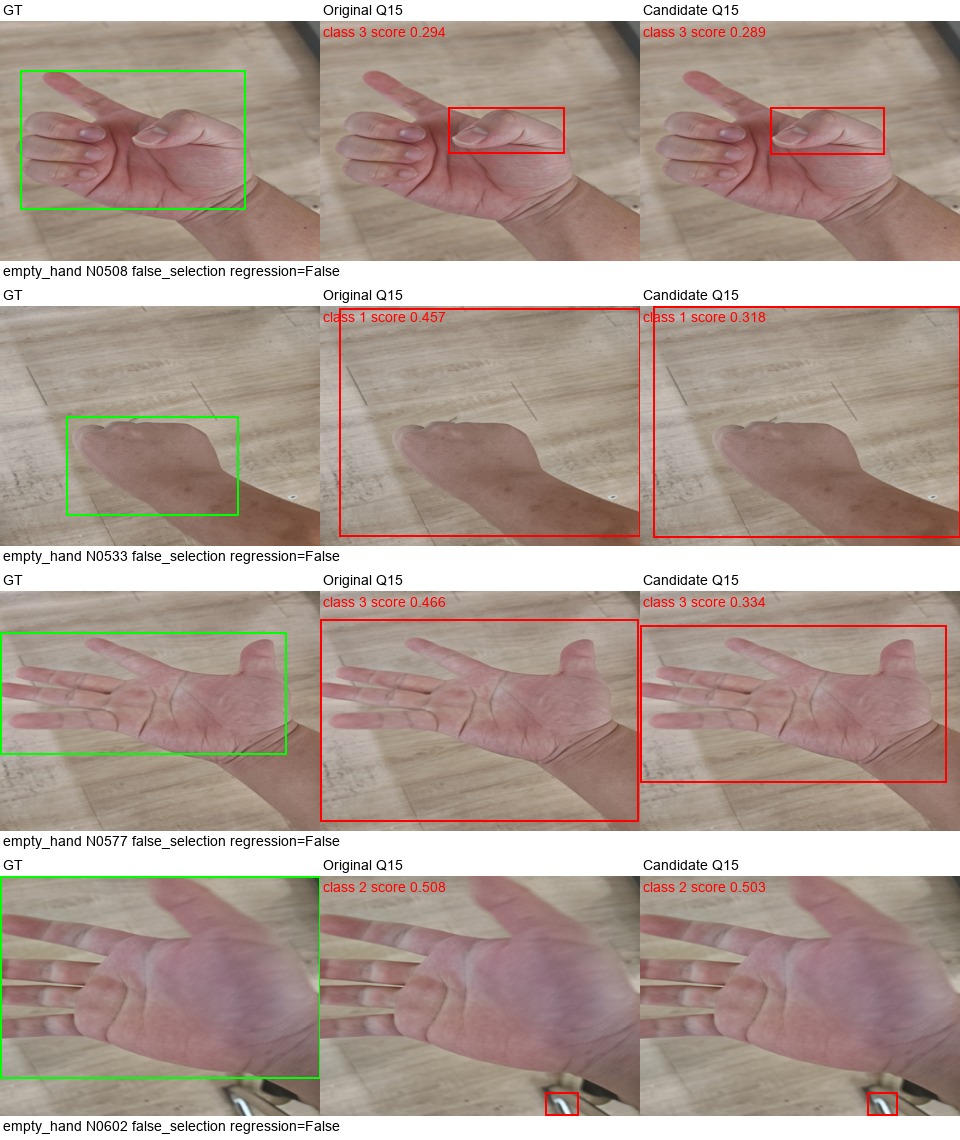 GT
Original Q15
Candidate Q15
class 3 score 0.294
class 3 score 0.289
empty_hand N0508 false_selection regression=False
GT
Original Q15
Candidate Q15
class 1 score 0.457
class 1 score 0.318
empty_hand N0533 false_selection regression=False
GT
Original Q15
Candidate Q15
class 3 score 0.466
class 3 score 0.334
empty_hand N0577 false_selection regression=False
GT
Original Q15
Candidate Q15
class 2 score 0.508
class 2 score 0.503
empty_hand N0602 false_selection regression=False